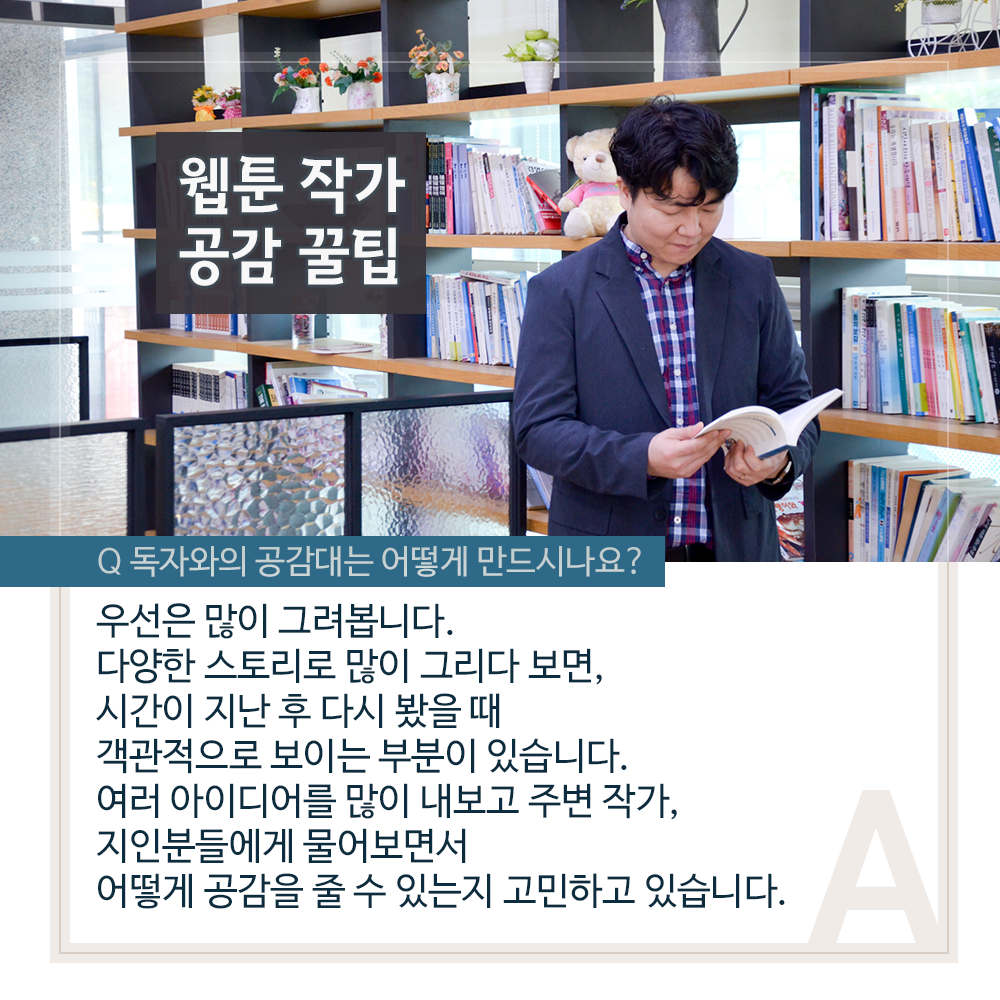 웹툰 작가
공감 꿀팁
Q 독자와의 공감대는 어떻게 만드시나요?
우선은 많이 그려봅니다.
다양한 스토리로 많이 그리다 보면,
시간이 지난 후 다시 봤을 때
객관적으로 보이는 부분이 있습니다.
여러 아이디어를 많이 내보고 주변 작가,
지인분들에게 물어보면서
어떻게 공감을 줄 수 있는지 고민하고 있습니다.
A